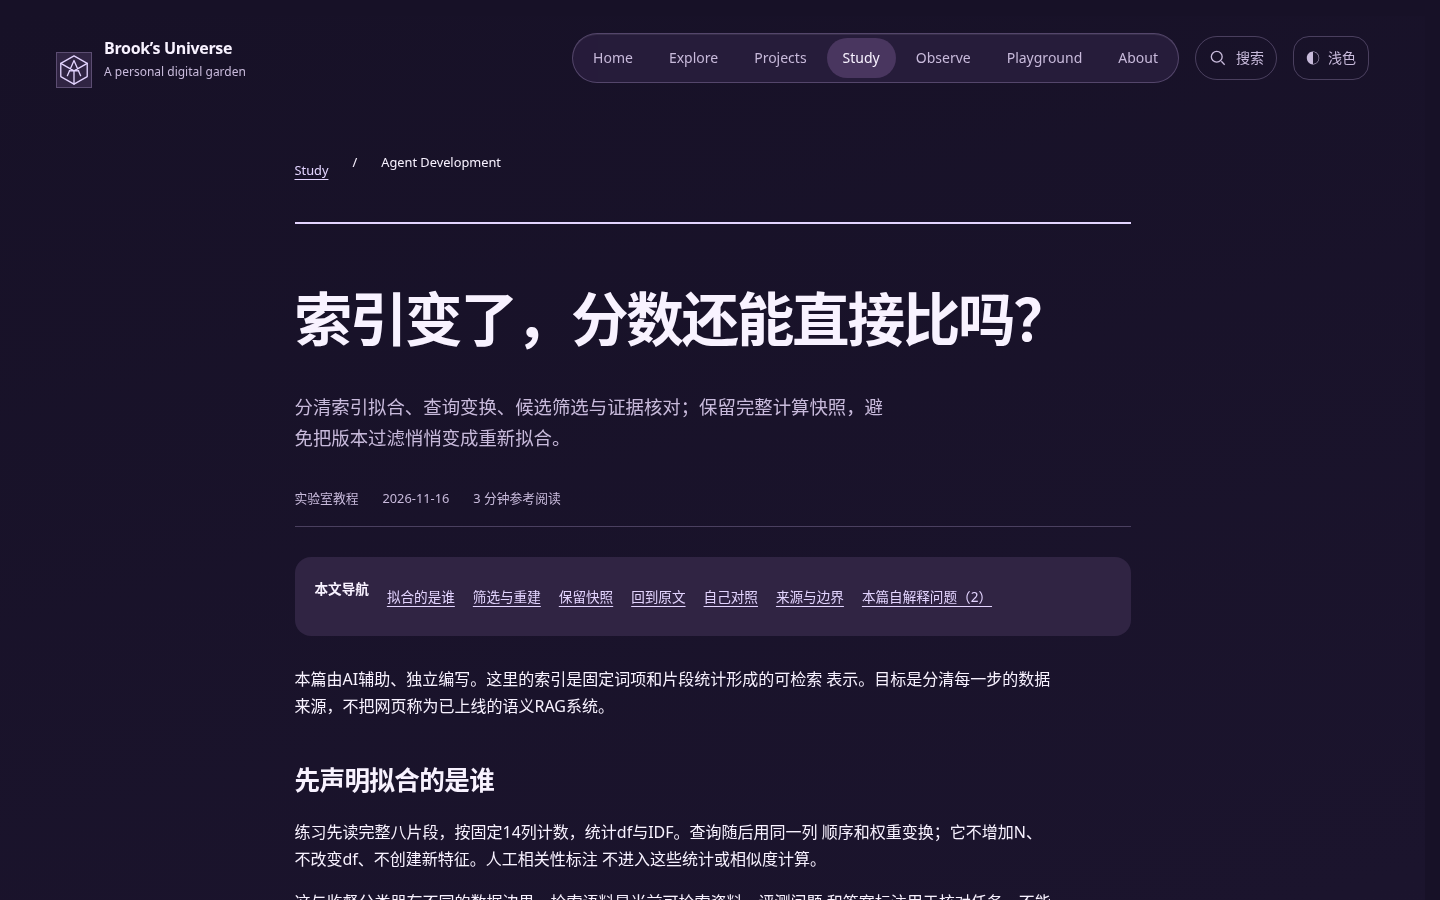 Brook’s Universe
A personal digital garden
Home Explore Projects Study Observe Playground About 搜索 浅色
Study / Agent Development
索引变了，分数还能直接比吗？
分清索引拟合、查询变换、候选筛选与证据核对；保留完整计算快照，避
免把版本过滤悄悄变成重新拟合。
实验室教程 2026-11-16 3 分钟参考阅读
本文导航 拟合的是谁 筛选与重建 保留快照 回到原文 自己对照 来源与边界 本篇自解释问题（2）
本篇由AI辅助、独立编写。这里的索引是固定词项和片段统计形成的可检索 表示。目标是分清每一步的数据
来源，不把网页称为已上线的语义RAG系统。
先声明拟合的是谁
练习先读完整八片段，按固定14列计数，统计df与IDF。查询随后用同一列 顺序和权重变换；它不增加N、
不改变df、不创建新特征。人工相关性标注 不进入这些统计或相似度计算。